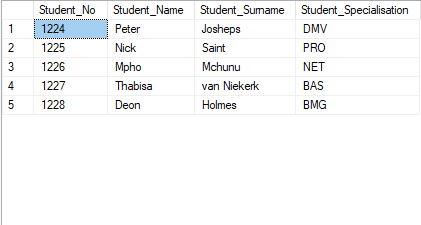 Student_No Student_Name Student_Surname Student_Specialisation
1 1224 Peter Josheps DMV
2 1225 Nick Saint PRO
3 1226 Mpho Mchunu NET
4 1227 Thabisa van Niekerk BAS
5 1228 Deon Holmes BMG